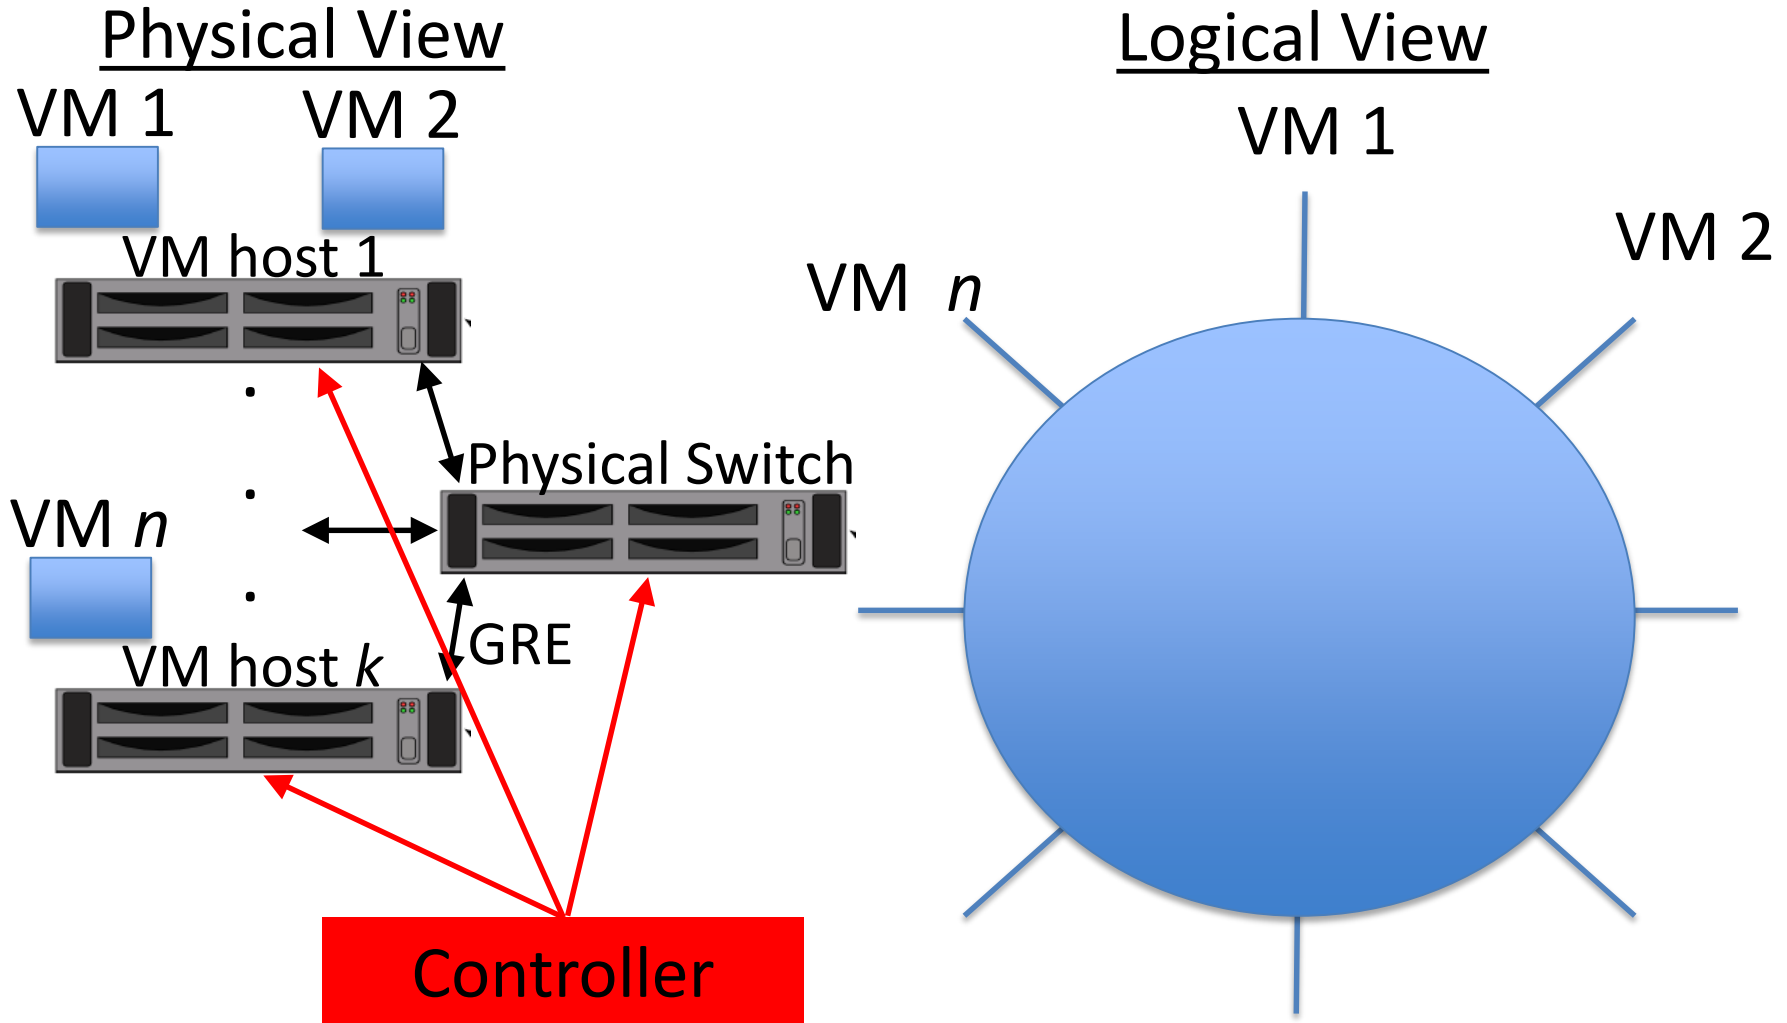 Physical View
VM 1
VM 2
VM host 1
Physical Switch
VM n
GRE
VM host k
Controller
Logical View
VM 1
VM 2
VM n